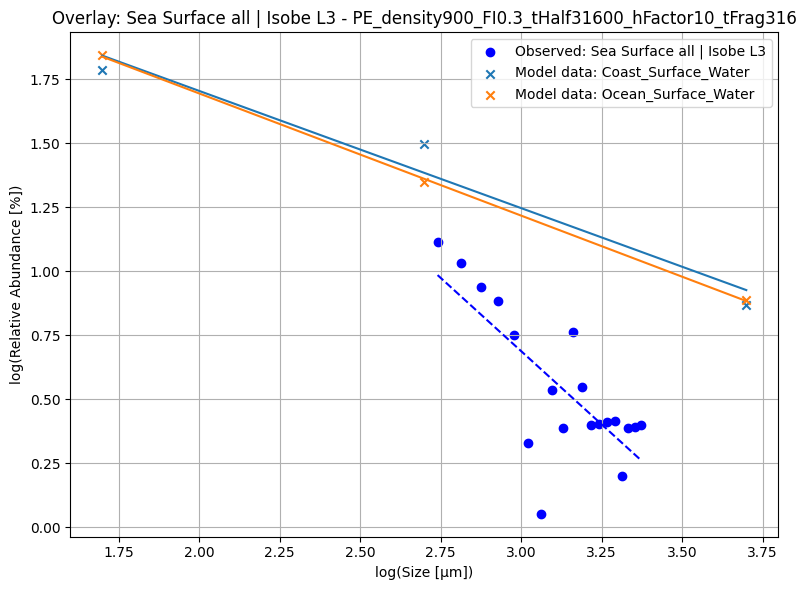 Overlay: Sea Surface all | Isobe L3 - PE_density900_FI0.3_tHalf31600_hFactor10_tFrag316
Observed: Sea Surface all | Isobe L3
Model data: Coast_Surface_Water
Model data: Ocean_Surface_Water
log(Relative Abundance [%])
1.75
1.50
1.25
1.00
0.75
0.50
0.25
0.00
1.75 2.00 2.25 2.50 2.75 3.00 3.25 3.50 3.75
log(Size [μm])